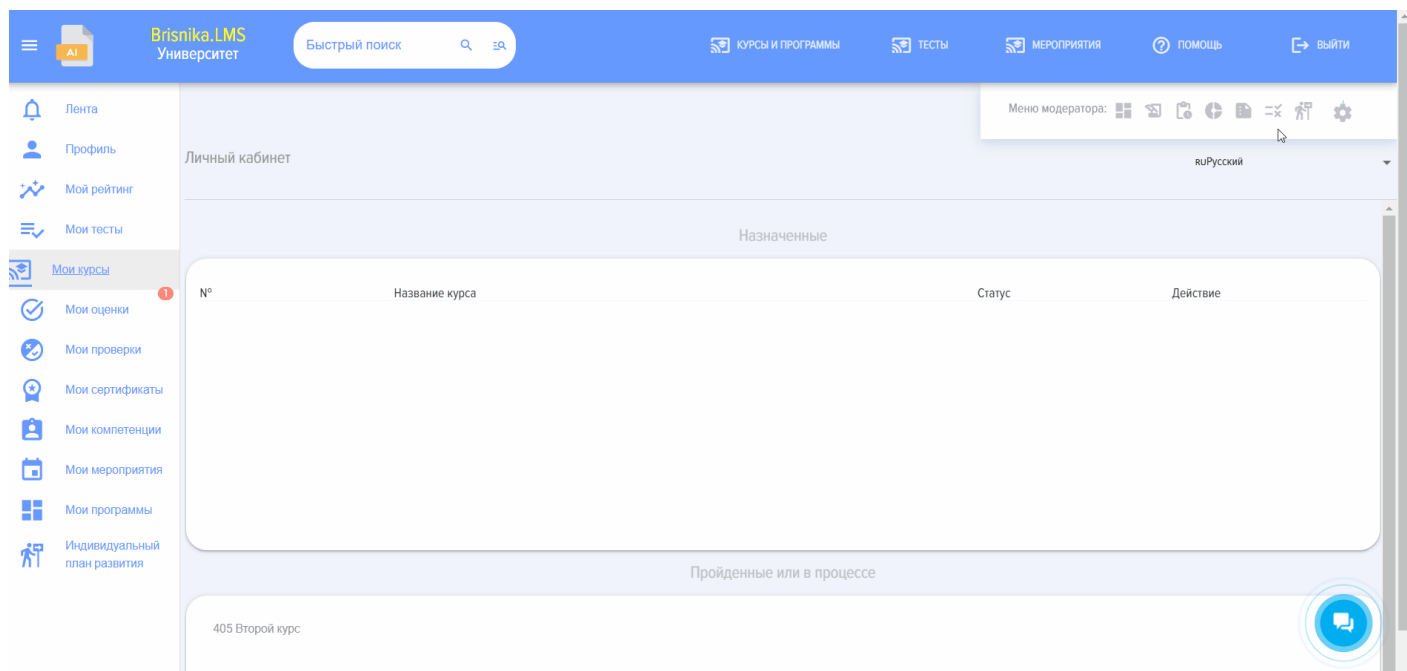 AI
Brisnika.LMS
Университет
Быстрый поиск
КУРСЫ И ПРОГРАММЫ
ТЕСТЫ
МЕРОПРИЯТИЯ
ПОМОЩЬ
ВЫЙТИ
Меню модератора:
Лента
Профиль
Мой рейтинг
Мои тесты
Мои курсы
1
Мои оценки
Мои проверки
Мои сертификаты
Мои компетенции
Мои мероприятия
Мои программы
Индивидуальный
план развития
Личный кабинет
RUРусский
Назначенные
N° Название курса Статус Действие
Пройденные или в процессе
405 Второй курс